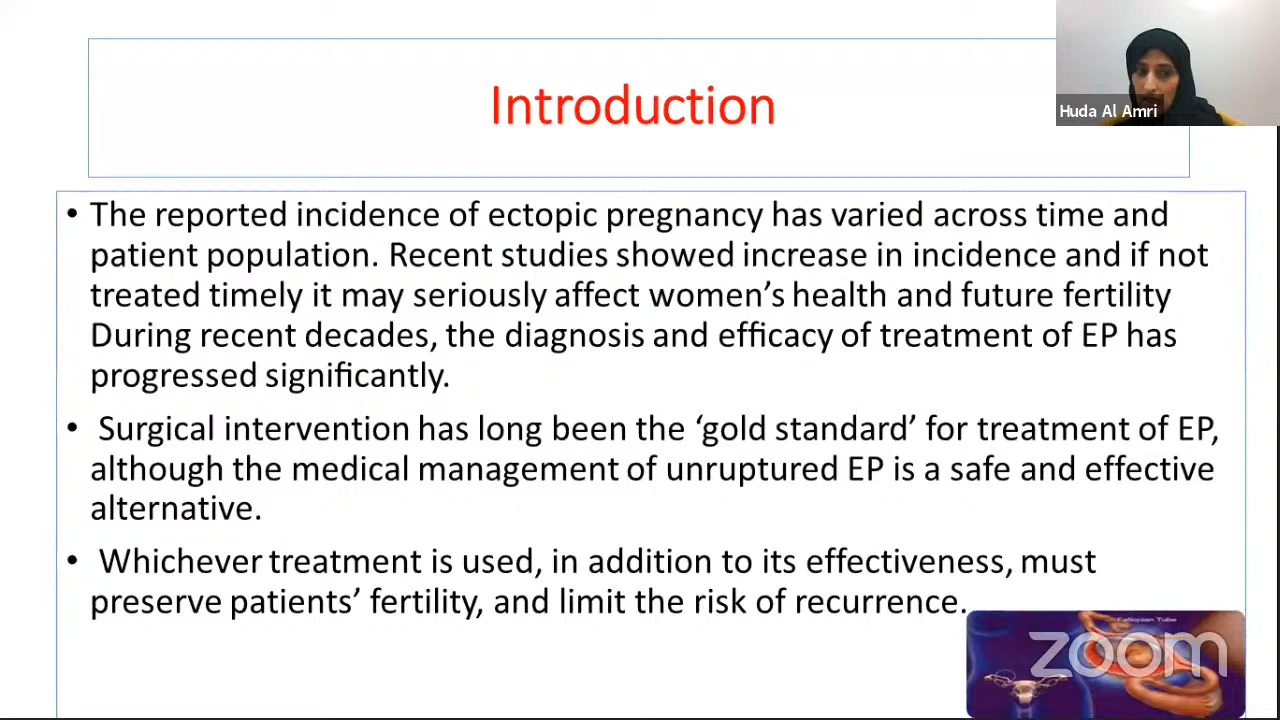 Introduction
Huda Al Amri
• The reported incidence of ectopic pregnancy has varied across time and
patient population. Recent studies showed increase in incidence and if not
treated timely it may seriously affect women’s health and future fertility
During recent decades, the diagnosis and efficacy of treatment of EP has
progressed significantly.
• Surgical intervention has long been the ‘gold standard’ for treatment of EP,
although the medical management of unruptured EP is a safe and effective
alternative.
• Whichever treatment is used, in addition to its effectiveness, must
preserve patients’ fertility, and limit the risk of recurrence.
Fallopian Tube
zoom